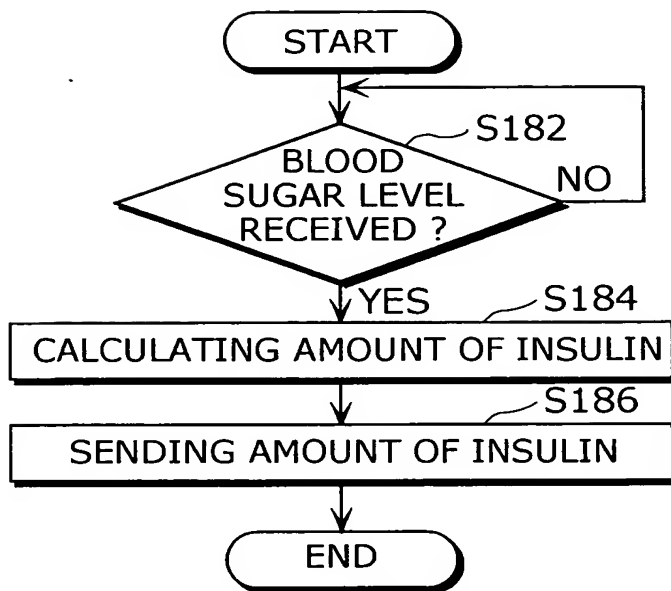 START
S182
BLOOD
SUGAR LEVEL
RECEIVED ?
NO
YES
S184
CALCULATING AMOUNT OF INSULIN
S186
SENDING AMOUNT OF INSULIN
END